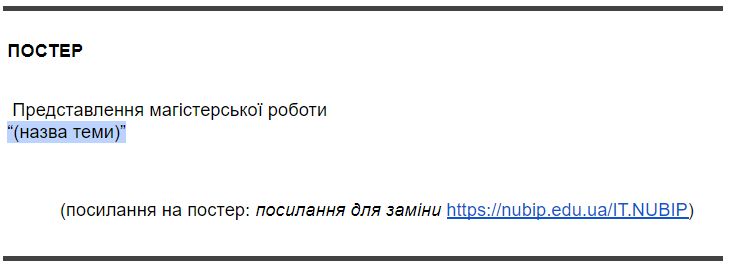 ПОСТЕР
Представлення магістерської роботи
“(назва теми)”
(посилання на постер: посилання для заміни https://nubip.edu.ua/IT.NUBIP)